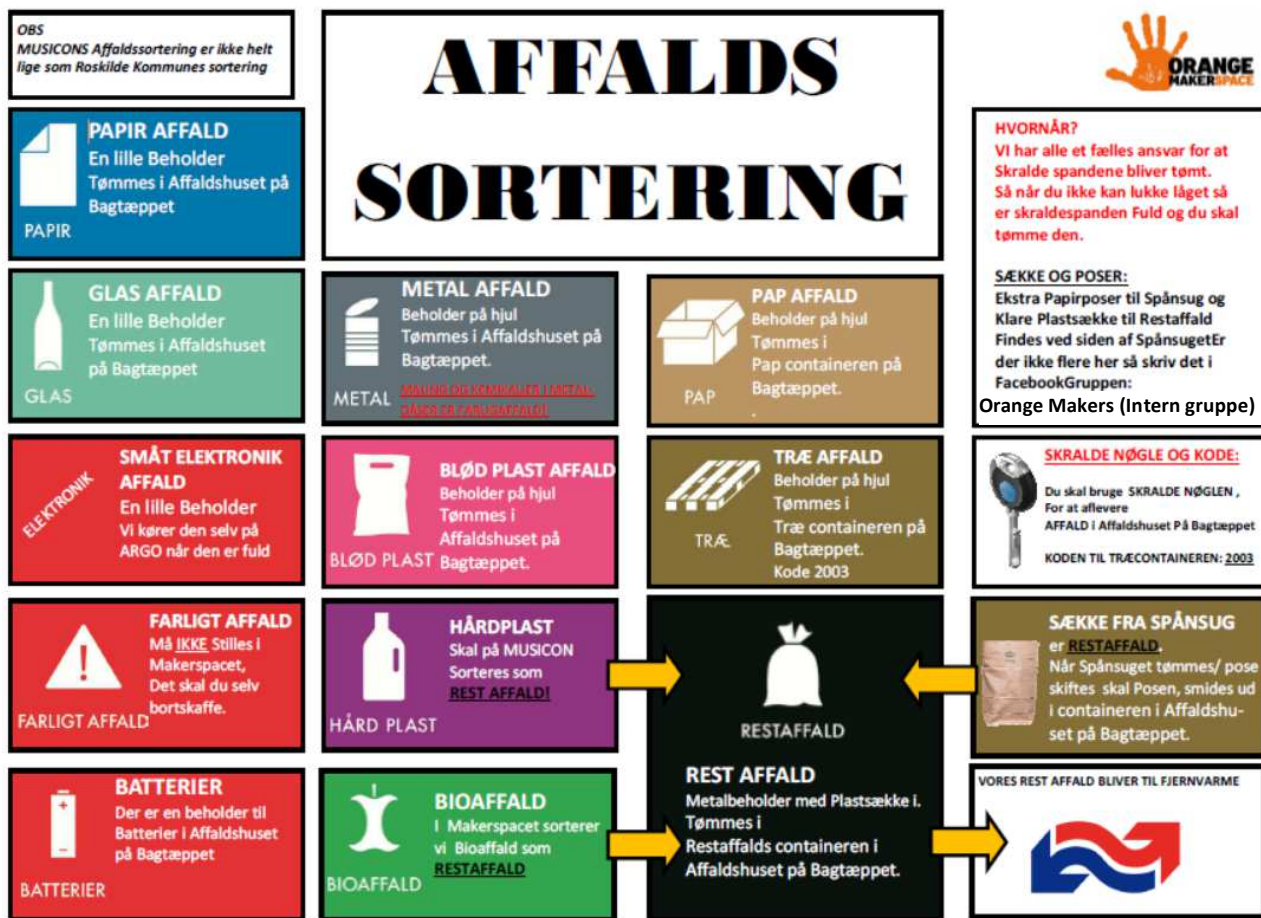 OBS
MUSICONS Affaldssortering er ikke helt
lige som Roskilde Kommunes sortering
AFFALDS
SORTERING
ORANGE
MAKERSPACE
PAPIR AFFALD
En lille Beholder
Tømmes i Affaldshuset på
Bagtæppet
PAPIR
HVORNÅR?
VI har alle et fælles ansvar for at
Skralde spandene bliver tømt.
Så når du ikke kan lukke låget så
er skraldespanden Fuld og du skal
tømme den.
SÆKKE OG POSER:
Ekstra Papirposer til Spånsug og
Klare Plastsække til Restaffald
Findes ved siden af SpånsugetEr
der ikke flere her så skriv det i
FacebookGruppen:
Orange Makers (Intern gruppe)
GLAS AFFALD
En lille Beholder
Tømmes i Affaldshuset
på Bagtæppet
GLAS
METAL AFFALD
Beholder på hjul
Tømmes i Affaldshuset på
Bagtæppet.
MALING OG KEMIKALIER I METAL
DÅSER ER FARLIGAFFALD!
METAL
PAP AFFALD
Beholder på hjul
Tømmes i
Pap containeren på
Bagtæppet.
.
PAP
SMÅT ELEKTRONIK
AFFALD
En lille Beholder
Vi kører den selv på
ARGO når den er fuld
ELEKTRONIK
BLØD PLAST AFFALD
Beholder på hjul
Tømmes i
Affaldshuset på
Bagtæppet.
BLØD PLAST
TRÆ AFFALD
Beholder på hjul
Tømmes i
Træ containeren på
Bagtæppet.
Kode 2003
TRÆ
SKRALDE NØGLE OG KODE:
Du skal bruge SKRALDE NØGLEN ,
For at aflevere
AFFALD i Affaldshuset På Bagtæppet
KODEN TIL TRÆCONTAINEREN: 2003
FARLIGT AFFALD
Må IKKE Stilles i
Makerspacet,
Det skal du selv
bortskaffe.
FARLIGT AFFALD
HÅRDPLAST
Skal på MUSICON
Sorteres som
REST AFFALD!
HÅRD PLAST
RESTAFFALD
REST AFFALD
Metalbeholder med Plastsække i.
Tømmes i
Restaffalds containeren i
Affaldshuset på Bagtæppet.
SÆKKE FRA SPÅNSUG
er RESTAFFALD.
Når Spånsuget tømmes/ pose
skiftes skal Posen, smides ud
i containeren i Affaldshu-
set på Bagtæppet.
BATTERIER
Der er en beholder til
Batterier i Affaldshuset
på Bagtæppet
BATTERIER
BIOAFFALD
I Makerspacet sorterer
vi Bioaffald som
RESTAFFALD
BIOAFFALD
VORES REST AFFALD BLIVER TIL FJERNVARME